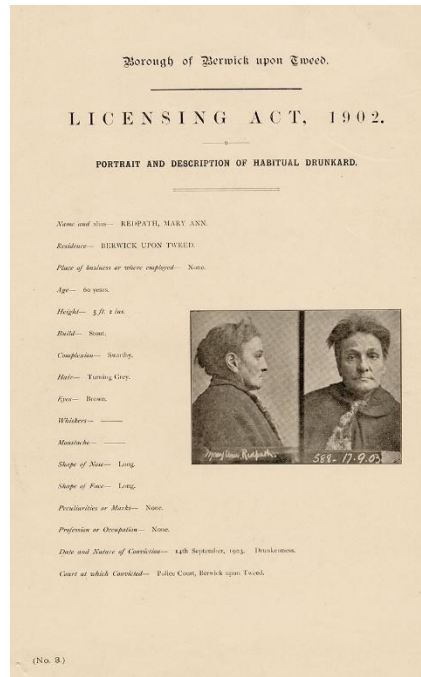 Borough of Berwick upon Tweed.
LICENSING ACT, 1902.
PORTRAIT AND DESCRIPTION OF HABITUAL DRUNKARD.
Name and alias— REDPATH, MARY ANN.
Residence— BERWICK UPON TWEED.
Place of business or where employed— None.
Age— 60 years.
Height— 5 ft. 2 ins.
Build— Stout.
Complexion— Swarthy.
Hair— Turning Grey.
Eyes— Brown.
Whiskers— ———
Moustache— ———
Shape of Nose— Long.
Shape of Face— Long.
Peculiarities or Marks— None.
Profession or Occupation— None.
Date and Nature of Conviction— 14th September, 1903. Drunkenness.
Court at which Convicted— Police Court, Berwick upon Tweed.
Mary Ann Redpath.
588- 17.9.03
(No. 3.)